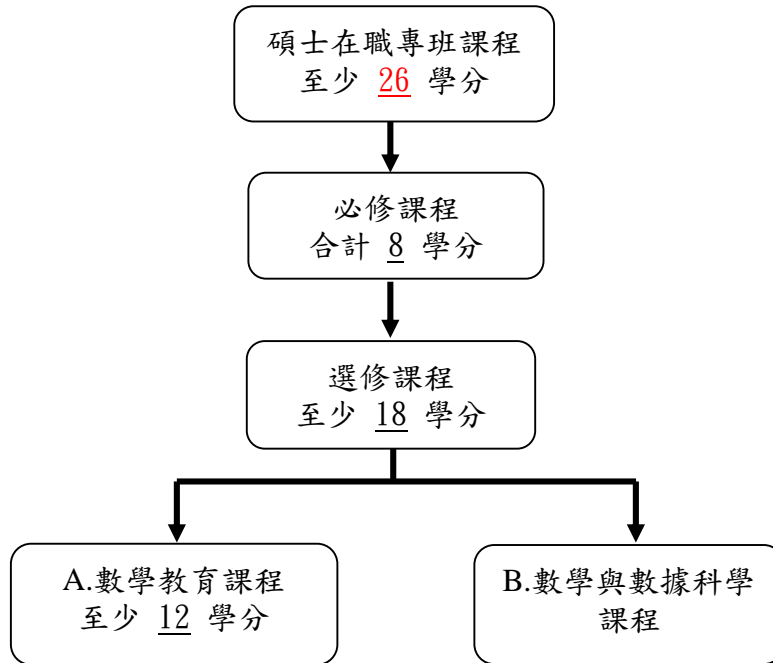 碩士在職專班課程
至少 26 學分
必修課程
合計 8 學分
選修課程
至少 18 學分
A.數學教育課程
至少 12 學分
B.數學與數據科學
課程